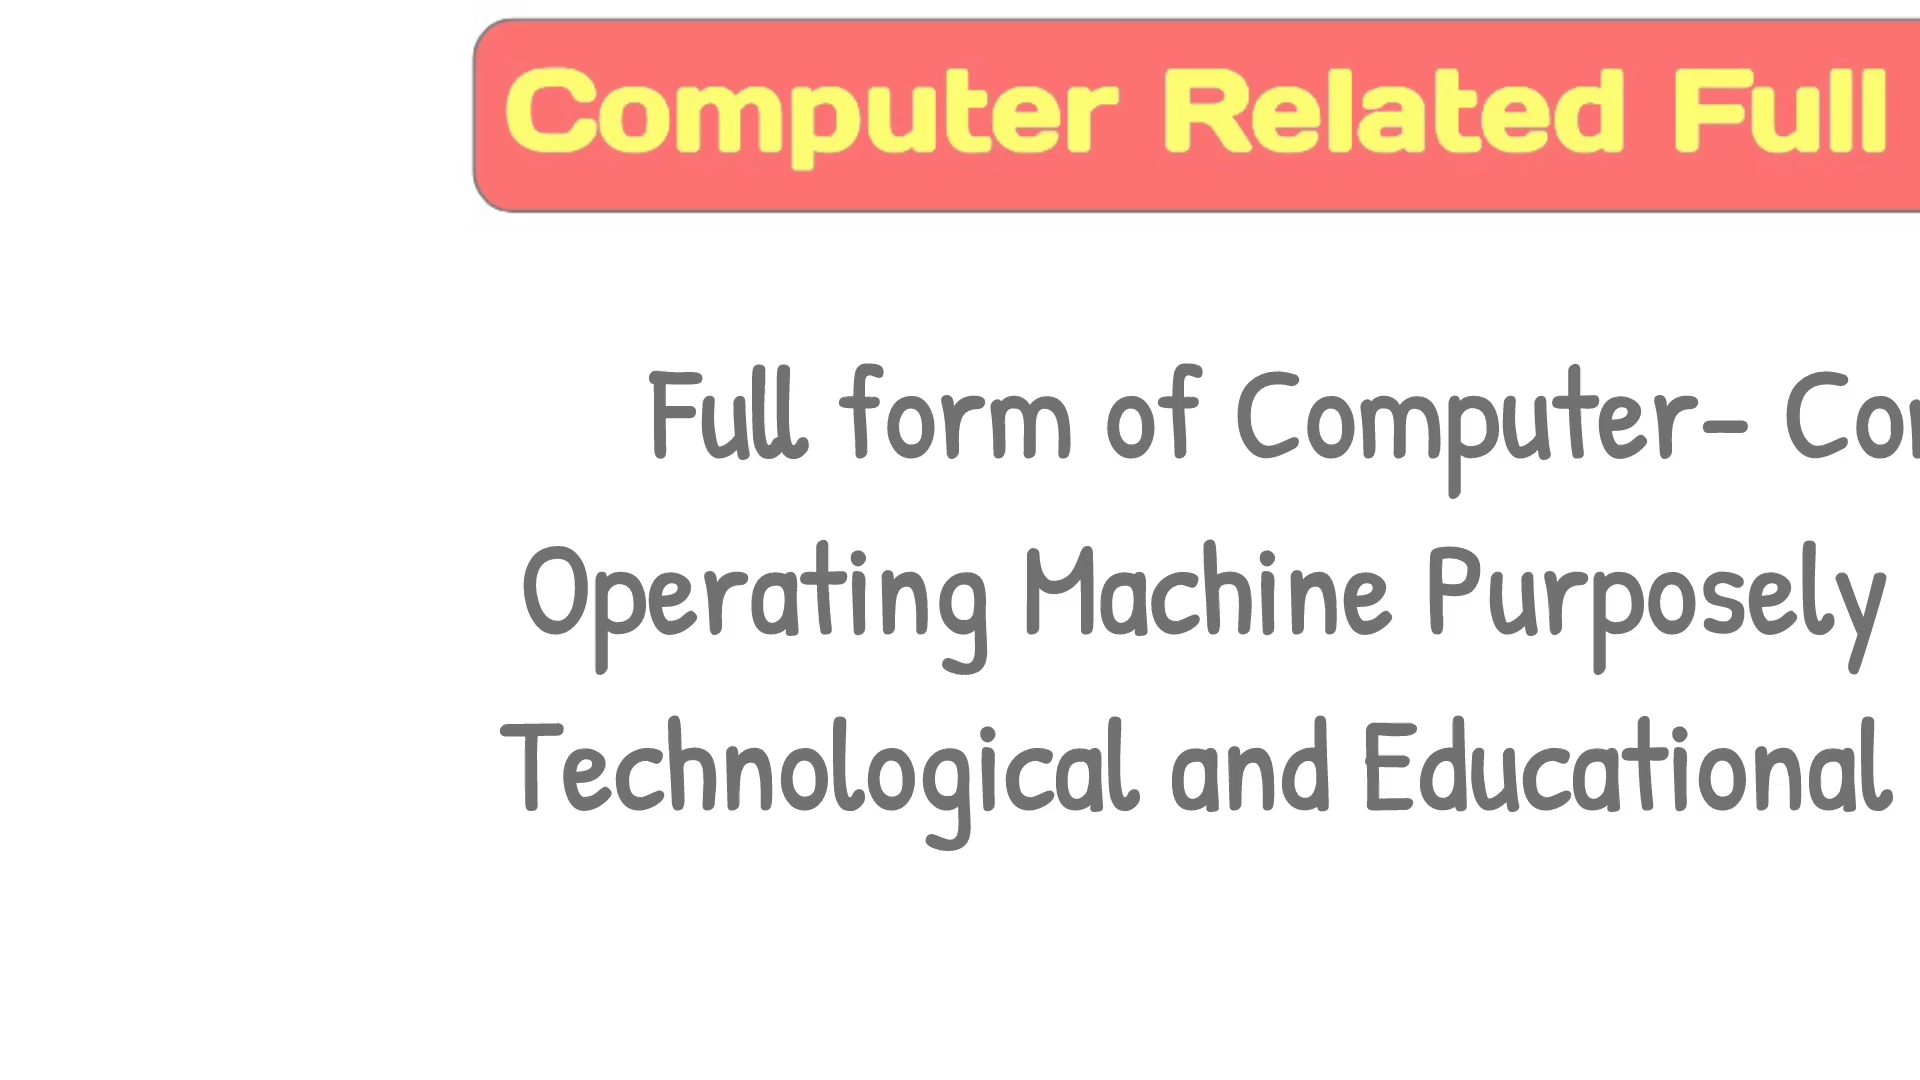 Computer Related Full
Full form of Computer- Co
Operating Machine Purposely
Technological and Educational